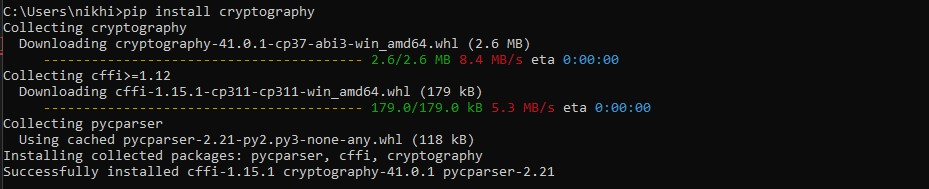 C:\Users\nikhi>pip install cryptography
Collecting cryptography
  Downloading cryptography-41.0.1-cp37-abi3-win_amd64.whl (2.6 MB)
     ---------------------------------------- 2.6/2.6 MB 8.4 MB/s eta 0:00:00
Collecting cffi>=1.12
  Downloading cffi-1.15.1-cp311-cp311-win_amd64.whl (179 kB)
     ---------------------------------------- 179.0/179.0 kB 5.3 MB/s eta 0:00:00
Collecting pycparser
  Using cached pycparser-2.21-py2.py3-none-any.whl (118 kB)
Installing collected packages: pycparser, cffi, cryptography
Successfully installed cffi-1.15.1 cryptography-41.0.1 pycparser-2.21